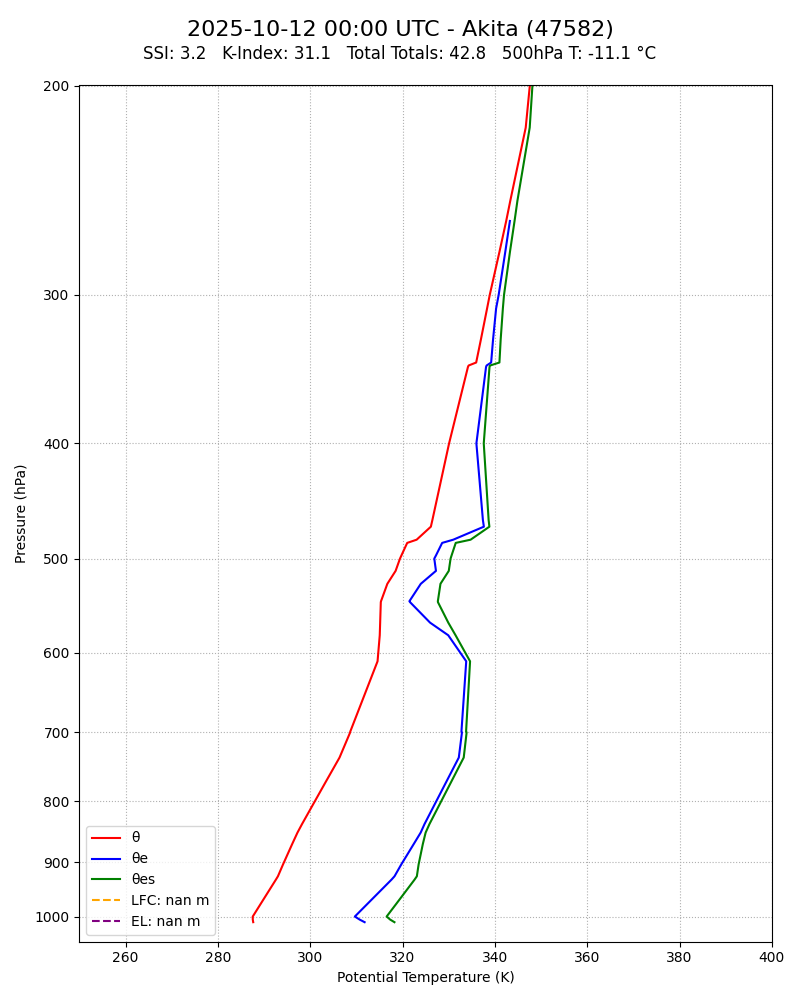 2025-10-12 00:00 UTC - Akita (47582)
SSI: 3.2   K-Index: 31.1   Total Totals: 42.8   500hPa T: -11.1 °C
200
300
400
500
600
700
800
900
1000
Pressure (hPa)
θ
θe
θes
LFC: nan m
EL: nan m
260 280 300 320 340 360 380 400
Potential Temperature (K)